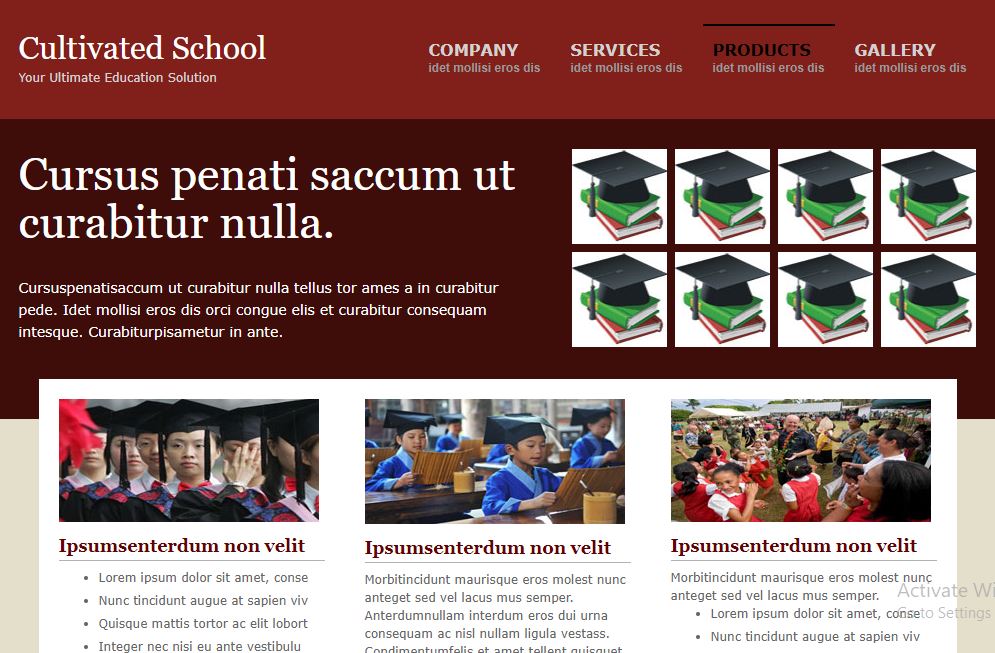 Cultivated School
Your Ultimate Education Solution
COMPANY
idet mollisi eros dis
SERVICES
idet mollisi eros dis
PRODUCTS
idet mollisi eros dis
GALLERY
idet mollisi eros dis
Cursus penati saccum ut
curabitur nulla.
Cursuspenatisaccum ut curabitur nulla tellus tor ames a in curabitur
pede. Idet mollisi eros dis orci congue elis et curabitur consequam
intesque. Curabiturpisametur in ante.
Ipsumsenterdum non velit
• Lorem ipsum dolor sit amet, conse
• Nunc tincidunt augue at sapien viv
• Quisque mattis tortor ac elit lobort
• Integer nec nisi eu ante vestibulu
Ipsumsenterdum non velit
Morbitincidunt maurisque eros molest nunc
anteget sed vel lacus mus semper.
Anterdumnullam interdum eros dui urna
consequam ac nisl nullam ligula vestass.
Condimentumfelis et amet tellent quisquet
Ipsumsenterdum non velit
Morbitincidunt maurisque eros molest nunc
anteget sed vel lacus mus semper.
• Lorem ipsum dolor sit amet, conse
• Nunc tincidunt augue at sapien viv
Activate Wi
Go to Settings